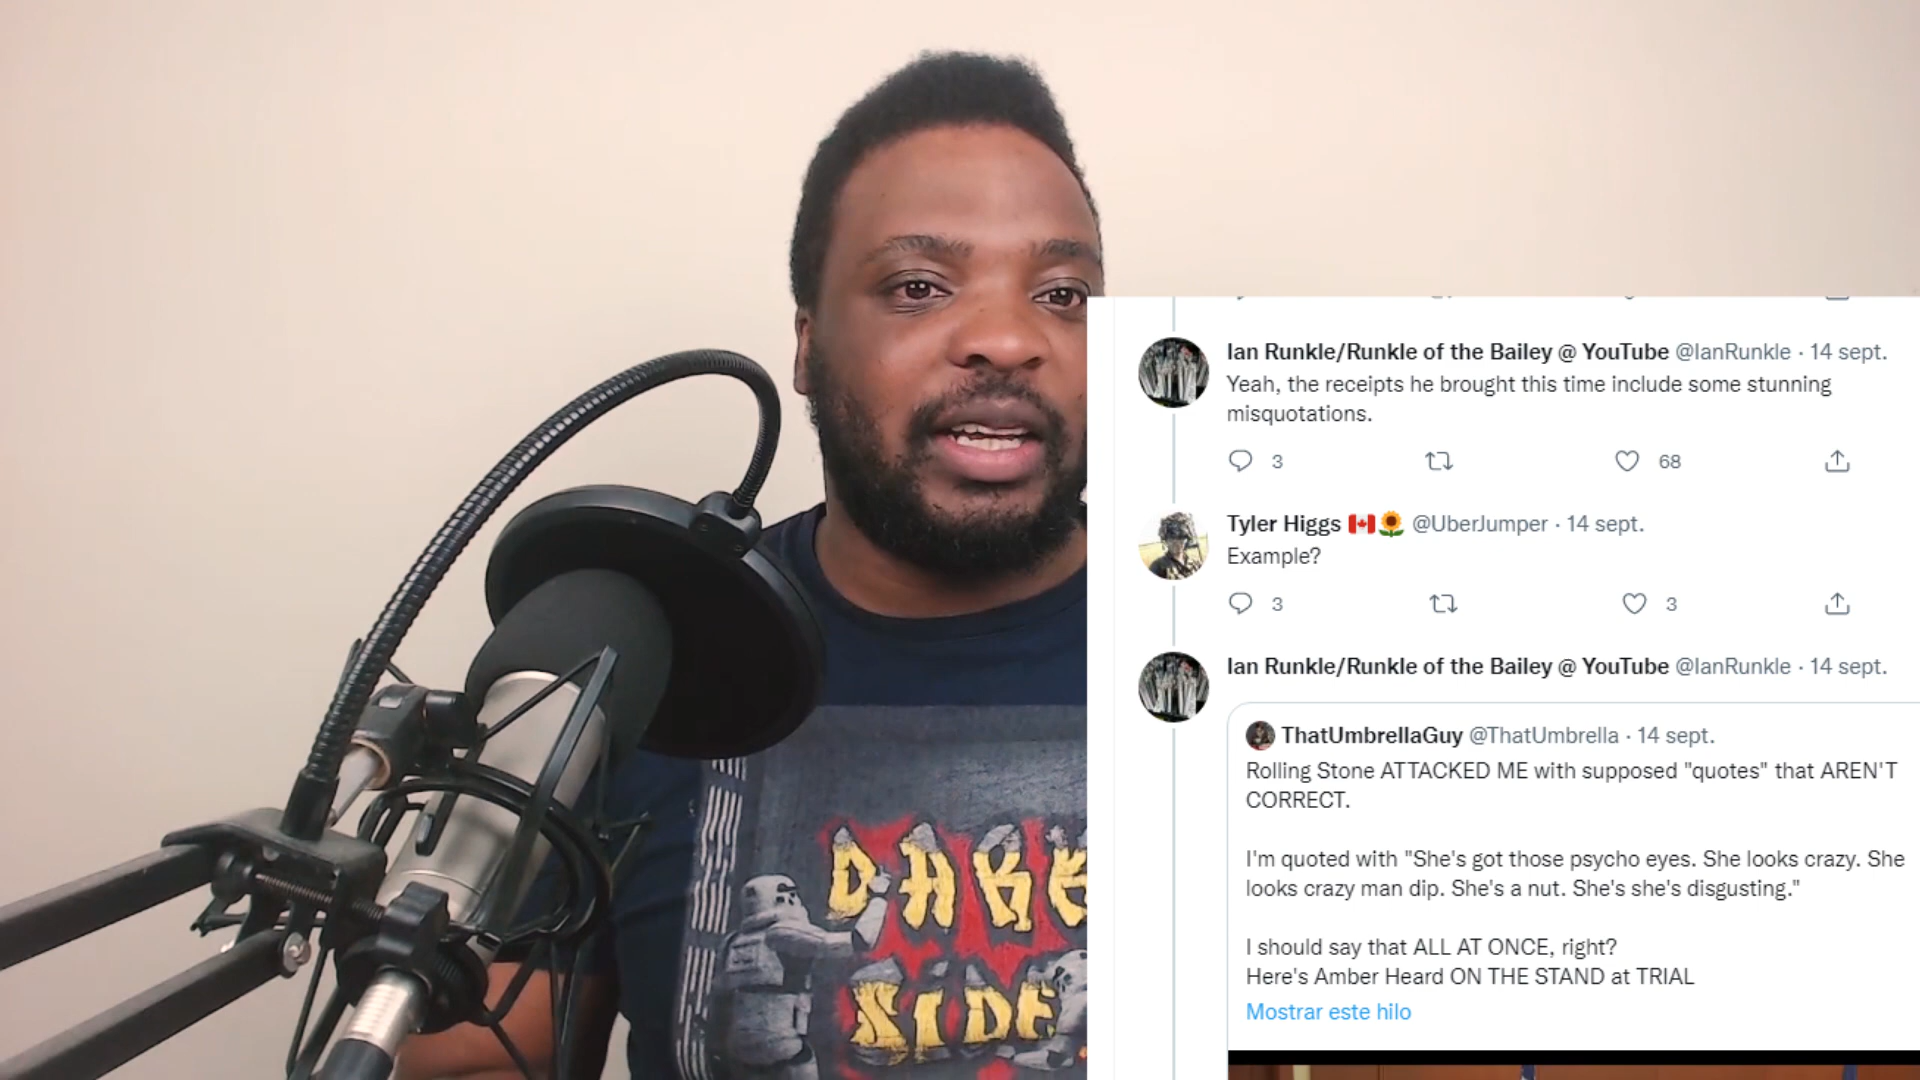 Ian Runkle/Runkle of the Bailey @ YouTube @IanRunkle · 14 sept.
Yeah, the receipts he brought this time include some stunning
misquotations.
3 68
Tyler Higgs 🇨🇦🌻 @UberJumper · 14 sept.
Example?
3 3
Ian Runkle/Runkle of the Bailey @ YouTube @IanRunkle · 14 sept.
ThatUmbrellaGuy @ThatUmbrella · 14 sept.
Rolling Stone ATTACKED ME with supposed "quotes" that AREN'T
CORRECT.
I'm quoted with "She's got those psycho eyes. She looks crazy. She
looks crazy man dip. She's a nut. She's she's disgusting."
I should say that ALL AT ONCE, right?
Here's Amber Heard ON THE STAND at TRIAL
Mostrar este hilo
DARK
SIDE